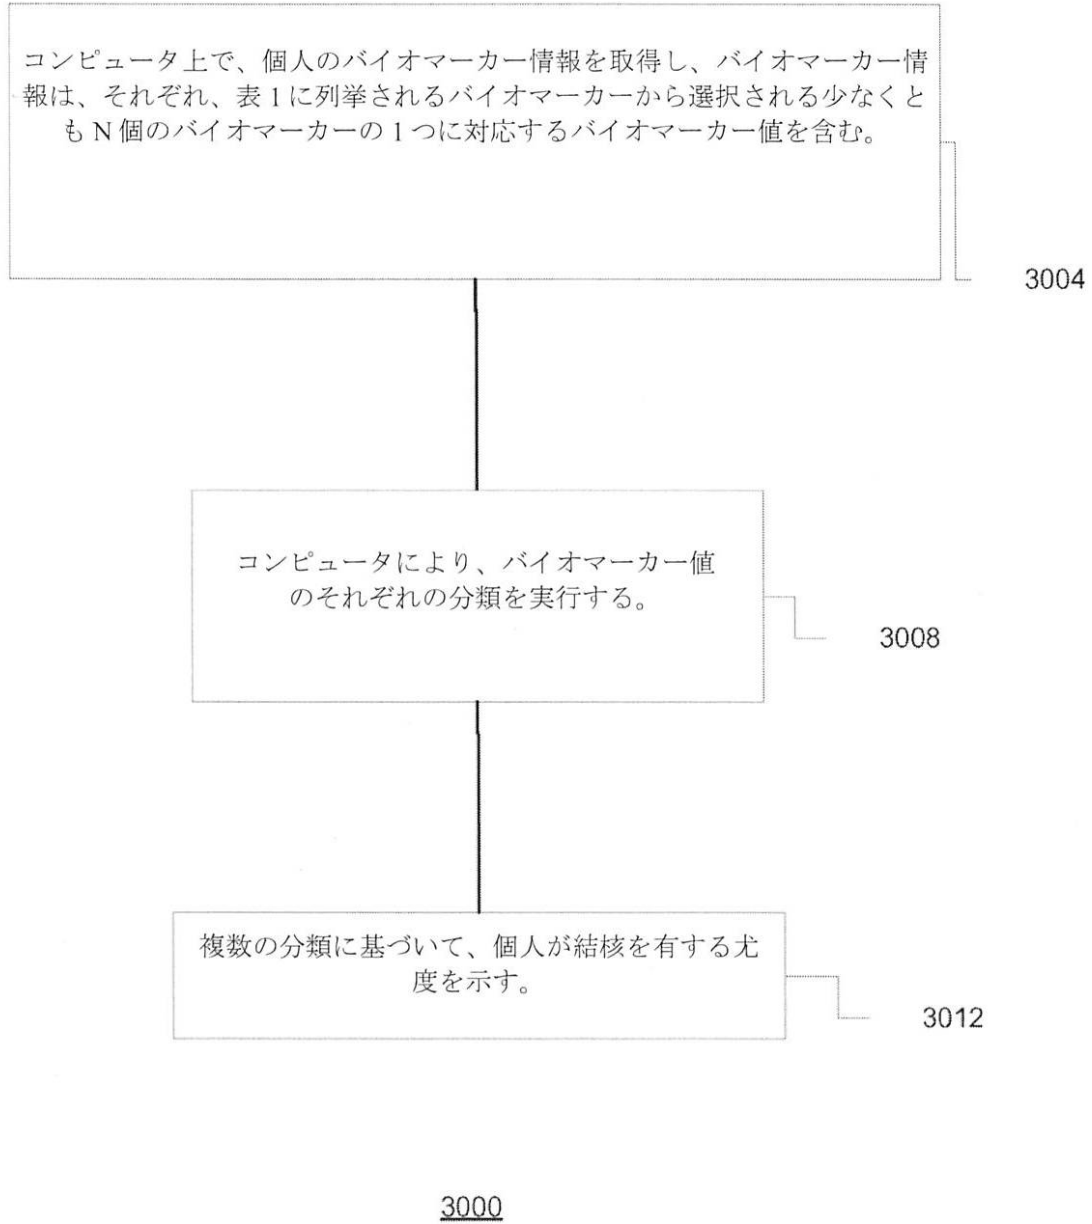 コンピュータ上で、個人のバイオマーカー情報を取得し、バイオマーカー情
報は、それぞれ、表1に列挙されるバイオマーカーから選択される少なくと
も N 個のバイオマーカーの1つに対応するバイオマーカー値を含む。
3004
コンピュータにより、バイオマーカー値
のそれぞれの分類を実行する。
3008
複数の分類に基づいて、個人が結核を有する尤
度を示す。
3012
3000